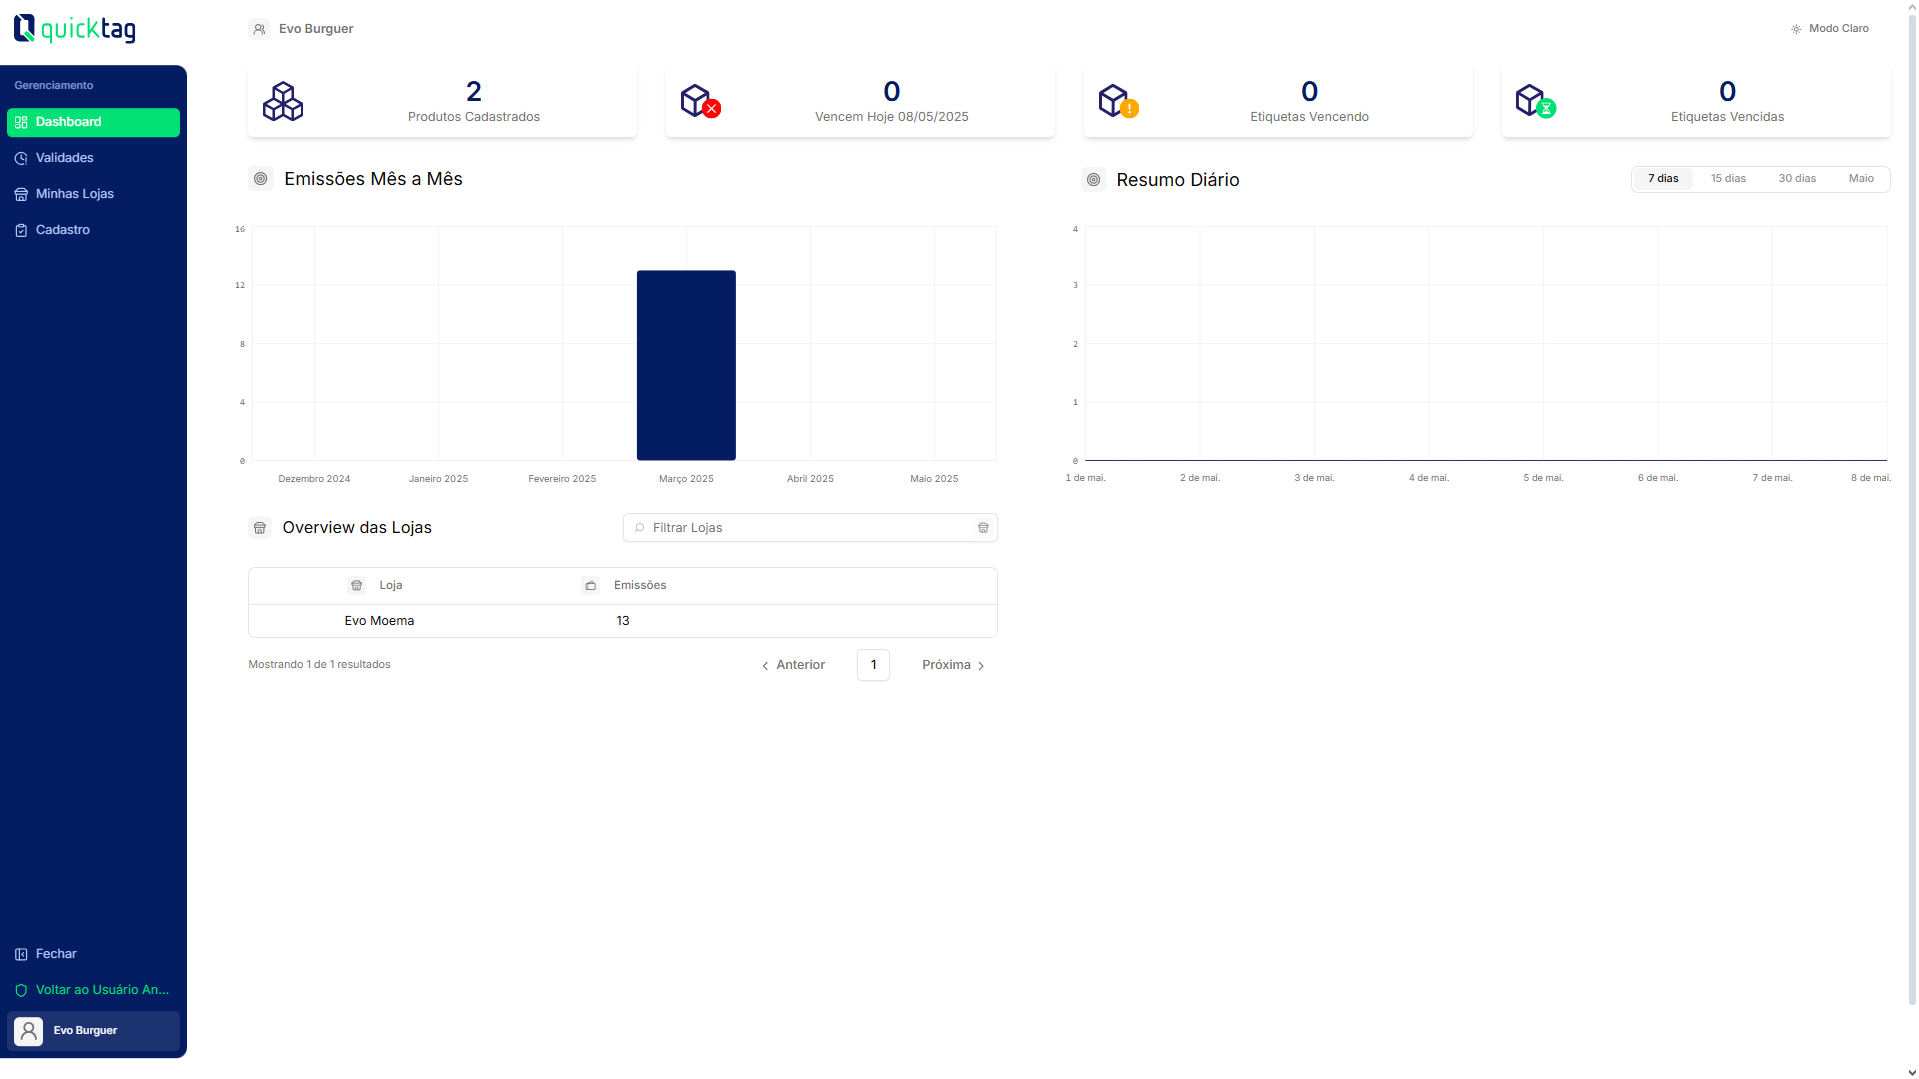 quicktag
Evo Burguer
Modo Claro
Gerenciamento
Dashboard
Validades
Minhas Lojas
Cadastro
2
Produtos Cadastrados
0
Vencem Hoje 08/05/2025
0
Etiquetas Vencendo
0
Etiquetas Vencidas
Emissões Mês a Mês
16
12
8
4
0
Dezembro 2024 Janeiro 2025 Fevereiro 2025 Março 2025 Abril 2025 Maio 2025
Resumo Diário
7 dias 15 dias 30 dias Maio
4
3
2
1
0
1 de mai. 2 de mai. 3 de mai. 4 de mai. 5 de mai. 6 de mai. 7 de mai. 8 de mai.
Overview das Lojas
Filtrar Lojas
Loja Emissões
Evo Moema 13
Mostrando 1 de 1 resultados
Anterior 1 Próxima
Fechar
Voltar ao Usuário An...
Evo Burguer